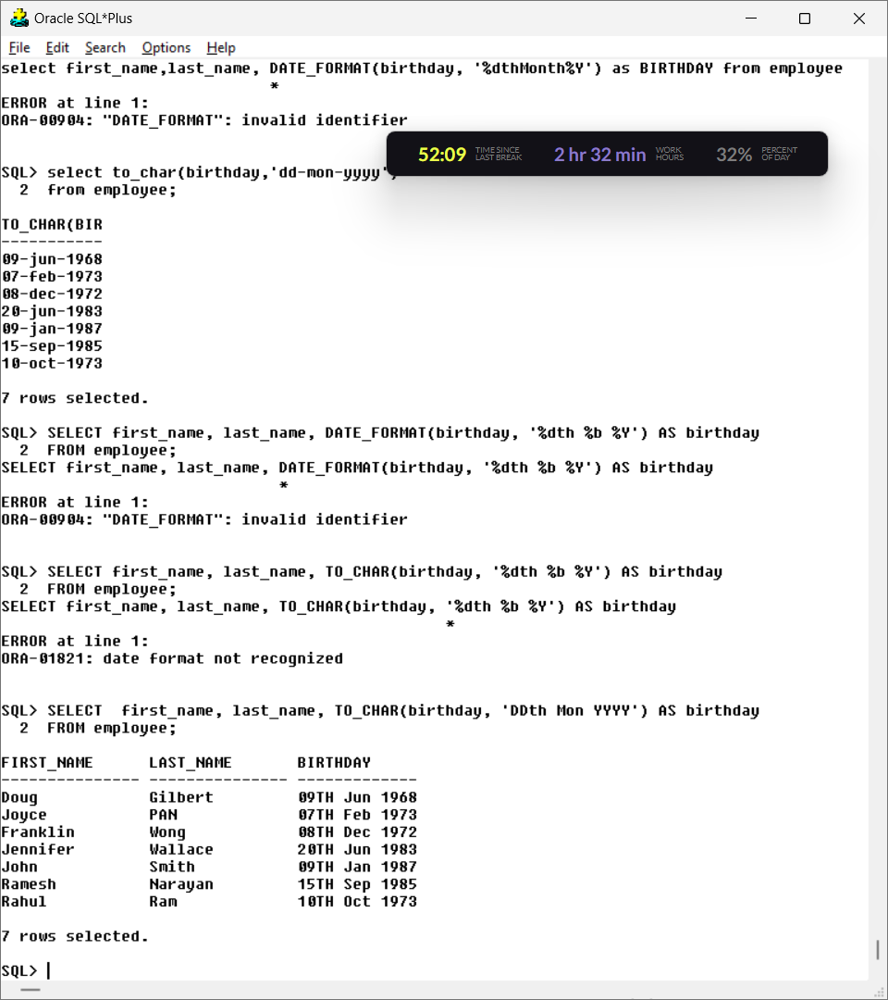 Oracle SQL*Plus
File Edit Search Options Help
select first_name,last_name, DATE_FORMAT(birthday, '%dthMonth%Y') as BIRTHDAY from employee
*
ERROR at line 1:
ORA-00904: "DATE_FORMAT": invalid identifier
52:09 TIME SINCE LAST BREAK 2 hr 32 min WORK HOURS 32% PERCENT OF DAY
SQL> select to_char(birthday,'dd-mon-yyyy'
2 from employee;
TO_CHAR(BIR
-----------
09-jun-1968
07-feb-1973
08-dec-1972
20-jun-1983
09-jan-1987
15-sep-1985
10-oct-1973
7 rows selected.
SQL> SELECT first_name, last_name, DATE_FORMAT(birthday, '%dth %b %Y') AS birthday
2 FROM employee;
SELECT first_name, last_name, DATE_FORMAT(birthday, '%dth %b %Y') AS birthday
*
ERROR at line 1:
ORA-00904: "DATE_FORMAT": invalid identifier
SQL> SELECT first_name, last_name, TO_CHAR(birthday, '%dth %b %Y') AS birthday
2 FROM employee;
SELECT first_name, last_name, TO_CHAR(birthday, '%dth %b %Y') AS birthday
*
ERROR at line 1:
ORA-01821: date format not recognized
SQL> SELECT  first_name, last_name, TO_CHAR(birthday, 'DDth Mon YYYY') AS birthday
2 FROM employee;
FIRST_NAME LAST_NAME BIRTHDAY
--------------- --------------- -------------
Doug Gilbert 09TH Jun 1968
Joyce PAN 07TH Feb 1973
Franklin Wong 08TH Dec 1972
Jennifer Wallace 20TH Jun 1983
John Smith 09TH Jan 1987
Ramesh Narayan 15TH Sep 1985
Rahul Ram 10TH Oct 1973
7 rows selected.
SQL>